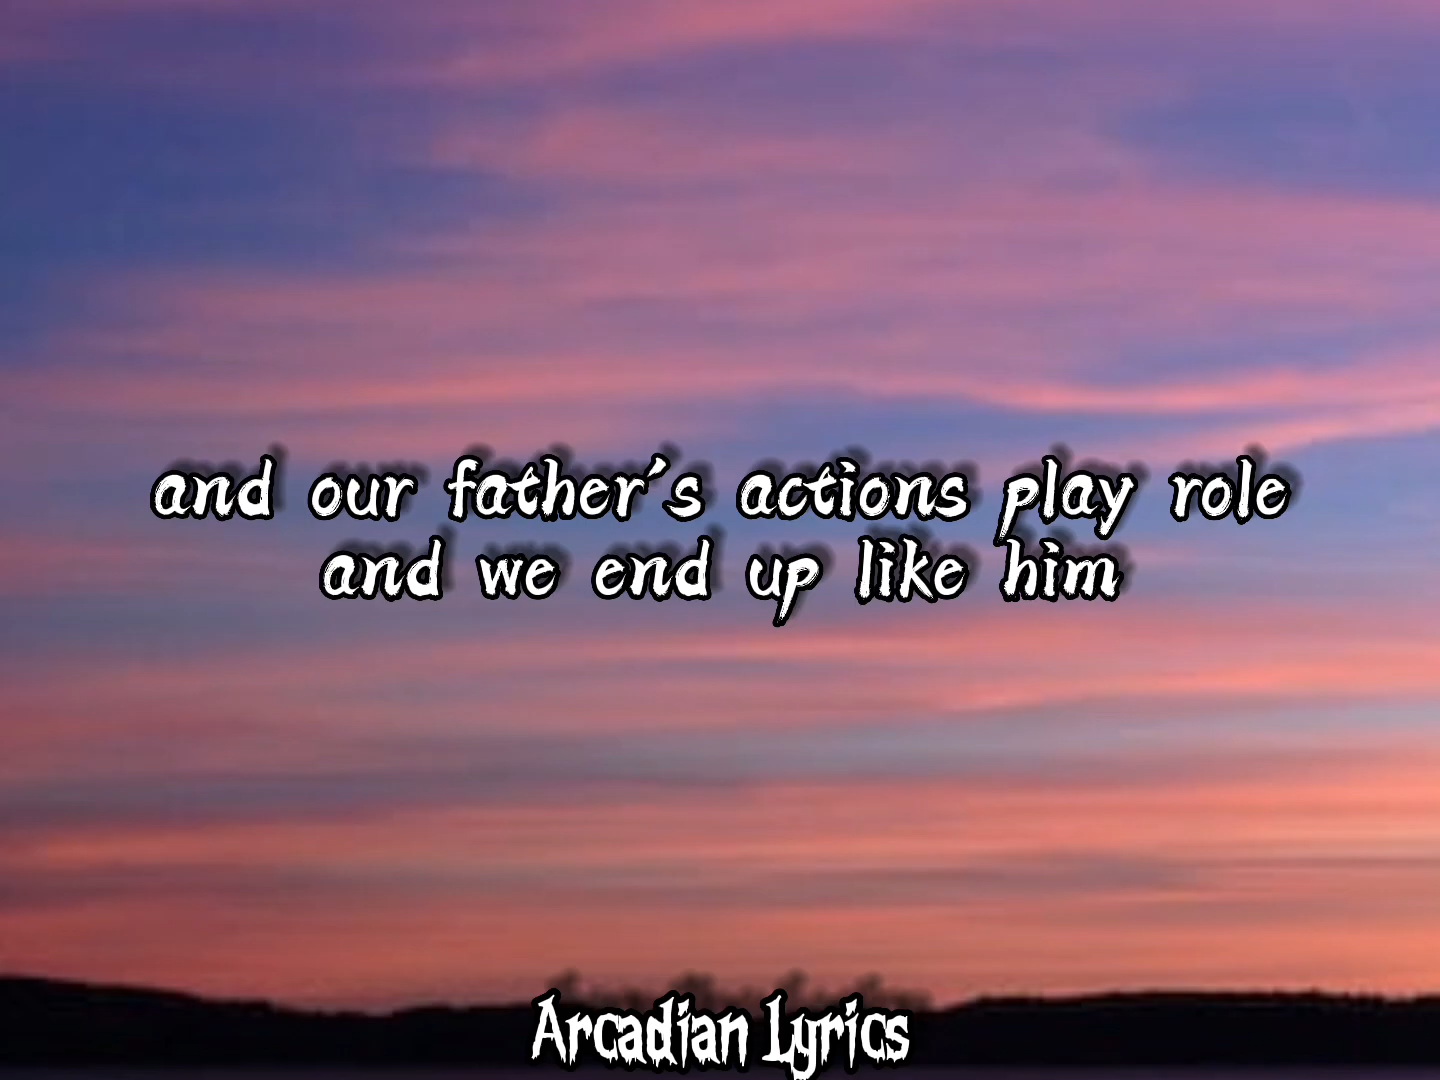 and our father's actions play role
and we end up like him
Arcadian Lyrics